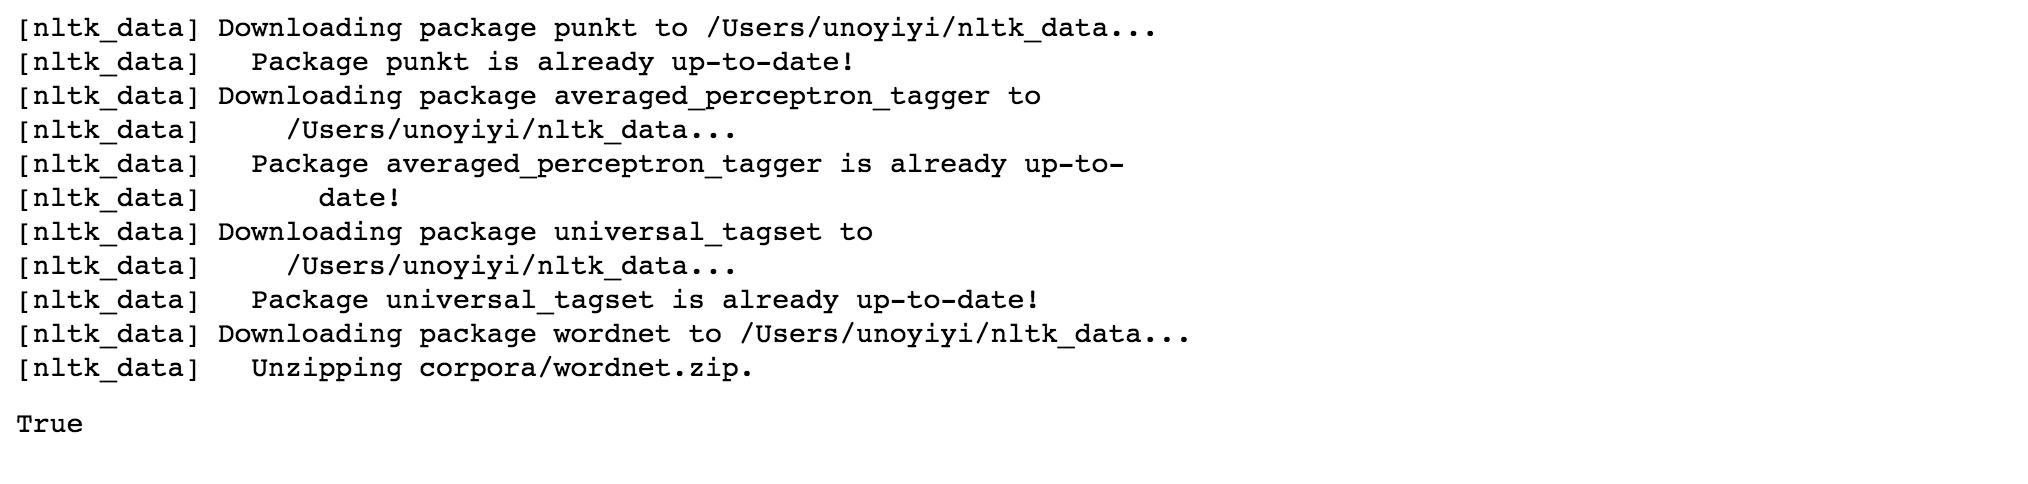 [nltk_data] Downloading package punkt to /Users/unoyiyi/nltk_data...
[nltk_data]   Package punkt is already up-to-date!
[nltk_data] Downloading package averaged_perceptron_tagger to
[nltk_data]     /Users/unoyiyi/nltk_data...
[nltk_data]   Package averaged_perceptron_tagger is already up-to-
[nltk_data]       date!
[nltk_data] Downloading package universal_tagset to
[nltk_data]     /Users/unoyiyi/nltk_data...
[nltk_data]   Package universal_tagset is already up-to-date!
[nltk_data] Downloading package wordnet to /Users/unoyiyi/nltk_data...
[nltk_data]   Unzipping corpora/wordnet.zip.
True